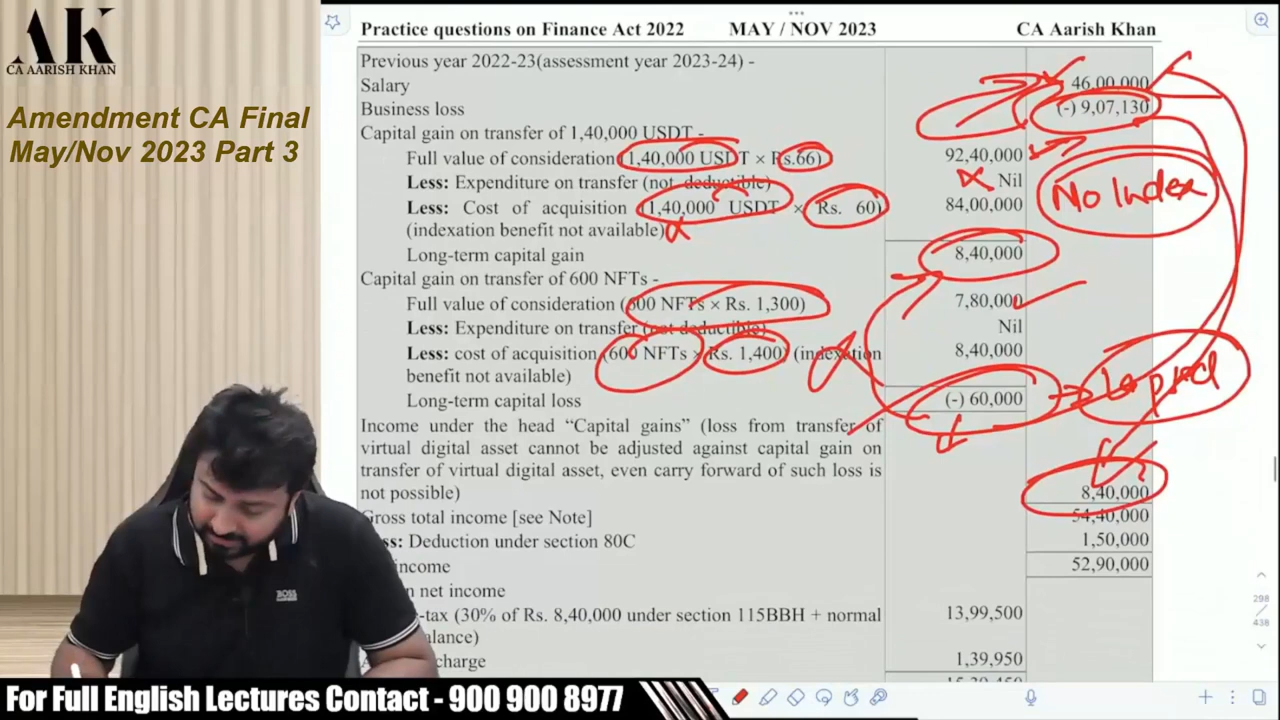 AK
CA AARISH KHAN
Amendment CA Final
May/Nov 2023 Part 3
Practice questions on Finance Act 2022 MAY / NOV 2023 CA Aarish Khan
Previous year 2022-23(assessment year 2023-24) -
Salary 46,00,000
Business loss (-) 9,07,130
Capital gain on transfer of 1,40,000 USDT -
Full value of consideration (1,40,000 USDT × Rs.66) 92,40,000
Less: Expenditure on transfer (not deductible) Nil
Less: Cost of acquisition (1,40,000 USDT × Rs. 60) 84,00,000
(indexation benefit not available)
No Index
Long-term capital gain 8,40,000
Capital gain on transfer of 600 NFTs -
Full value of consideration (600 NFTs × Rs. 1,300) 7,80,000
Less: Expenditure on transfer (not deductible) Nil
Less: cost of acquisition (600 NFTs × Rs. 1,400) (indexation 8,40,000
benefit not available)
Lapsed
Long-term capital loss (-) 60,000
Income under the head “Capital gains” (loss from transfer of
virtual digital asset cannot be adjusted against capital gain on
transfer of virtual digital asset, even carry forward of such loss is
not possible) 8,40,000
Gross total income [see Note] 54,40,000
ss: Deduction under section 80C 1,50,000
income 52,90,000
net income
-tax (30% of Rs. 8,40,000 under section 115BBH + normal 13,99,500
alance)
charge 1,39,950
BOSS
298
438
For Full English Lectures Contact - 900 900 8977